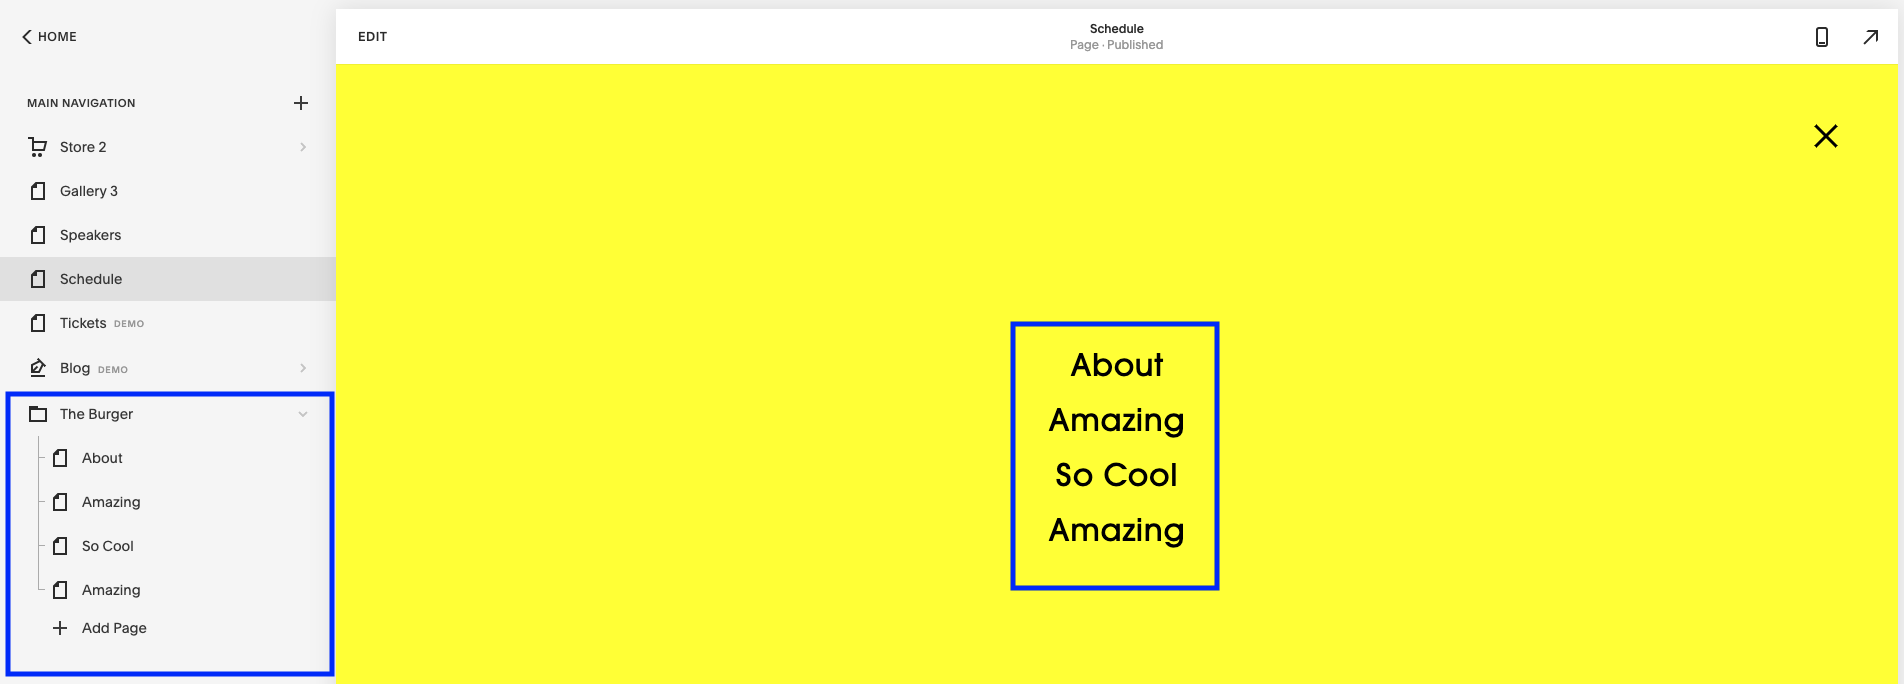 HOME
MAIN NAVIGATION
Store 2
Gallery 3
Speakers
Schedule
Tickets DEMO
Blog DEMO
The Burger
About
Amazing
So Cool
Amazing
Add Page
EDIT
Schedule
Page · Published
About
Amazing
So Cool
Amazing